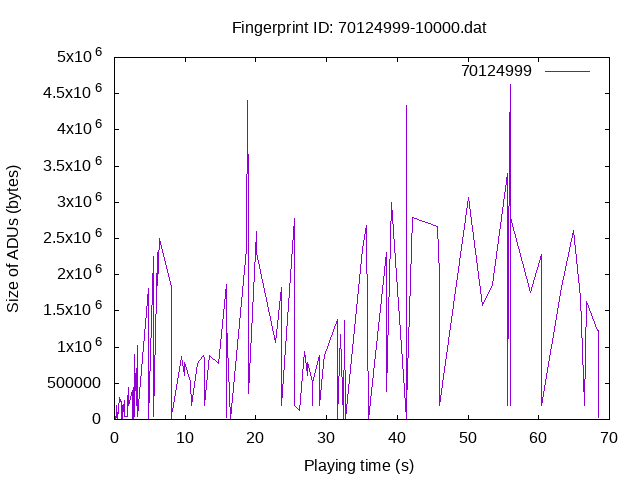 Fingerprint ID: 70124999-10000.dat
70124999
5x10 6
4.5x10 6
4x10 6
3.5x10 6
3x10 6
2.5x10 6
2x10 6
1.5x10 6
1x10 6
500000
0
Size of ADUs (bytes)
0 10 20 30 40 50 60 70
Playing time (s)